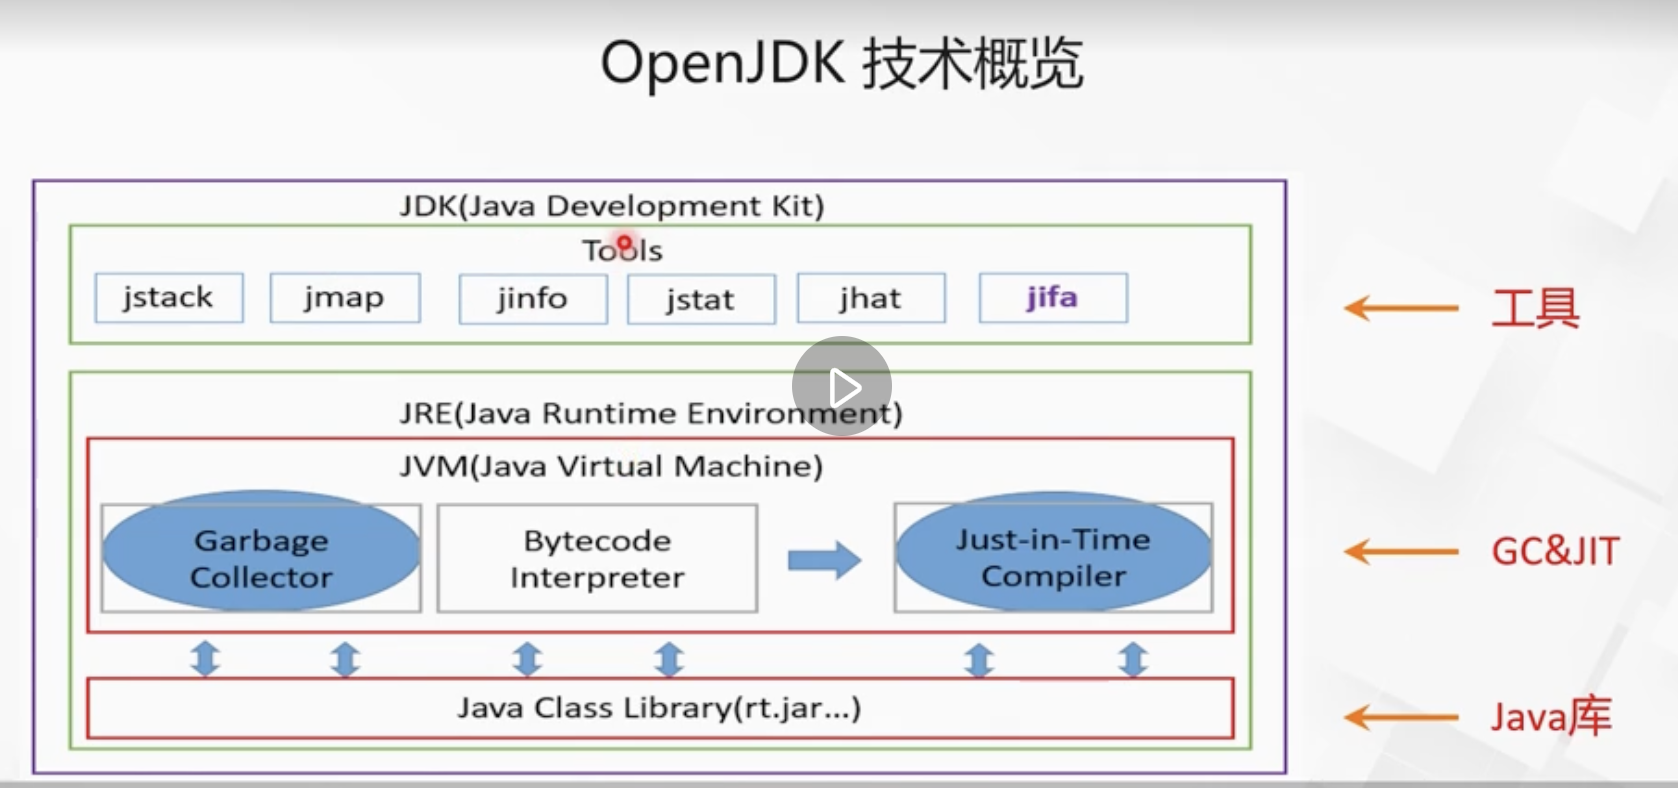 OpenJDK 技术概览
JDK(Java Development Kit)
Tools
jstack
jmap
jinfo
jstat
jhat
jifa
工具
JRE(Java Runtime Environment)
JVM(Java Virtual Machine)
Garbage
Collector
Bytecode
Interpreter
Just-in-Time
Compiler
GC&JIT
Java Class Library(rt.jar...)
Java库